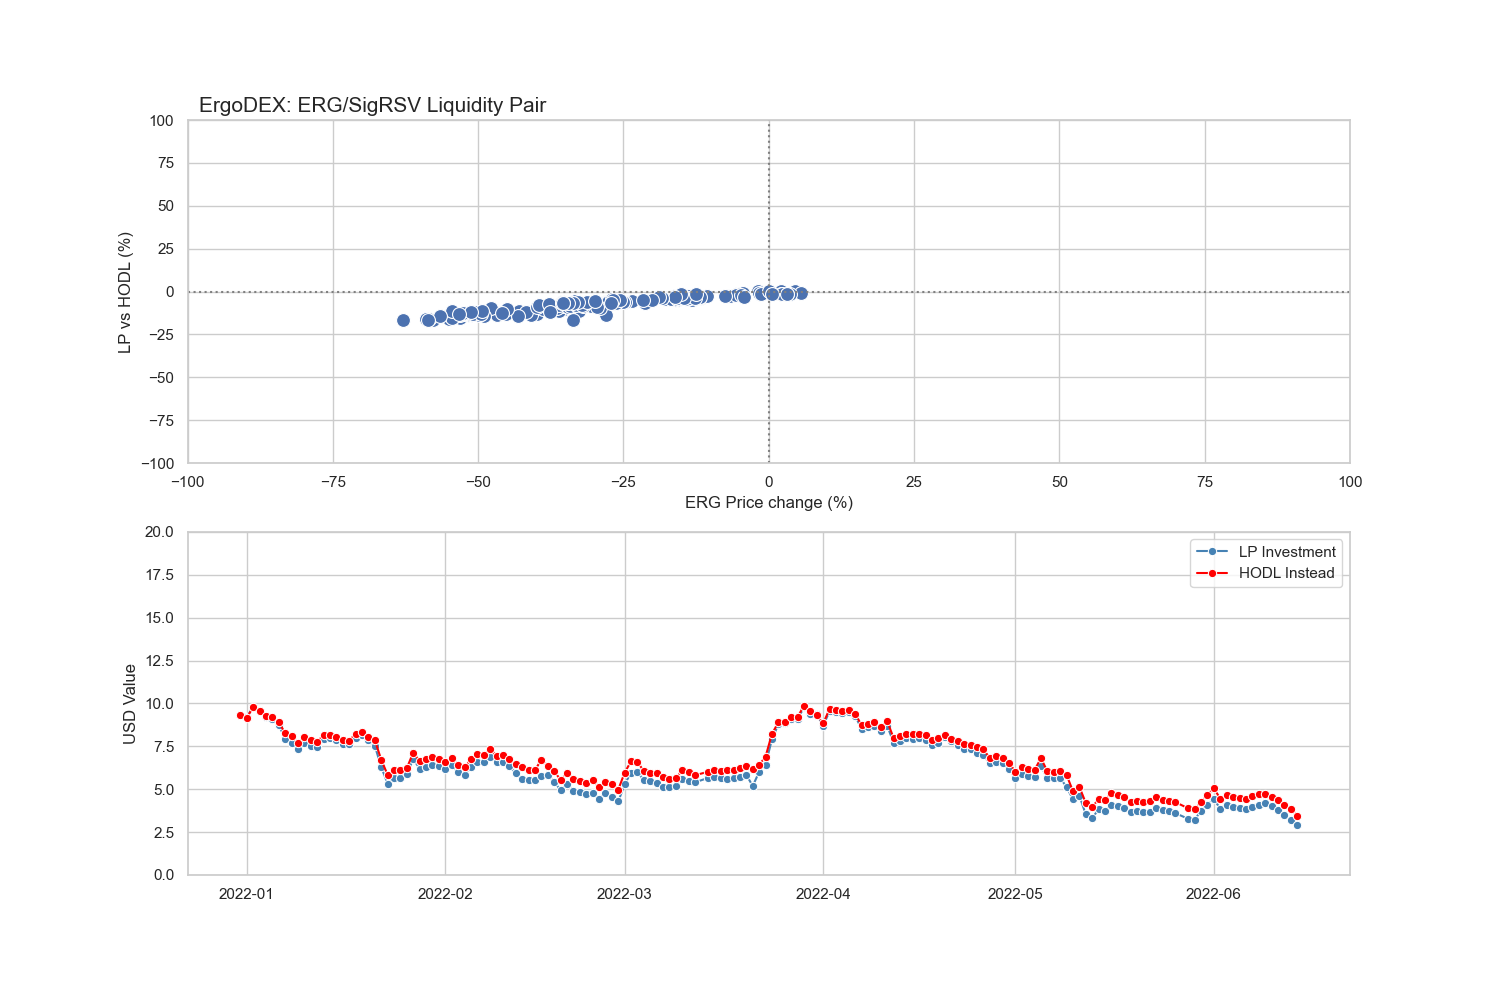 ErgoDEX: ERG/SigRSV Liquidity Pair
100
75
50
25
0
−25
−50
−75
−100
LP vs HODL (%)
−100 −75 −50 −25 0 25 50 75 100
ERG Price change (%)
20.0
17.5
15.0
12.5
10.0
7.5
5.0
2.5
0.0
USD Value
LP Investment
HODL Instead
2022-01 2022-02 2022-03 2022-04 2022-05 2022-06